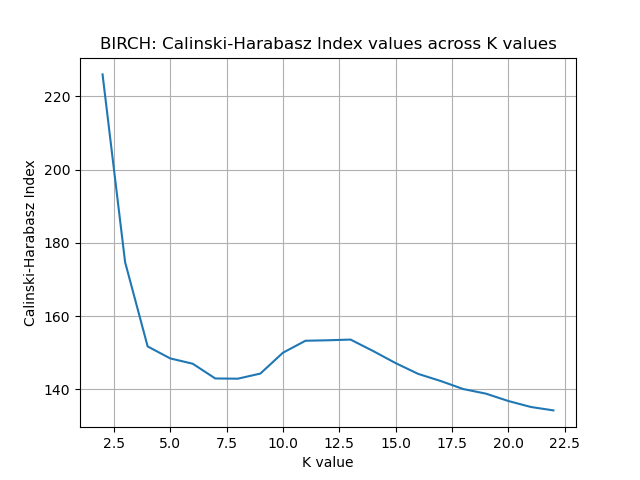 BIRCH: Calinski-Harabasz Index values across K values
220
200
180
160
140
Calinski-Harabasz Index
2.5 5.0 7.5 10.0 12.5 15.0 17.5 20.0 22.5
K value